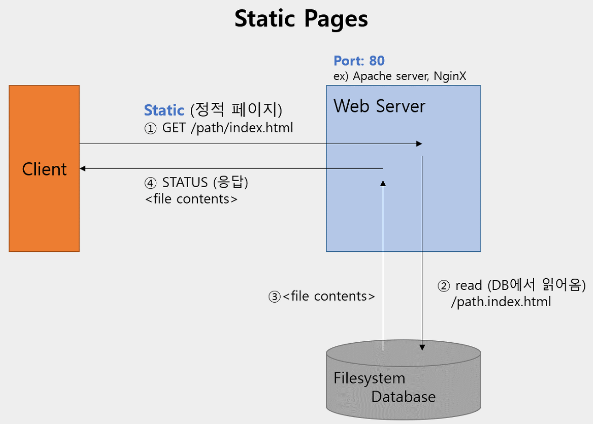 Static Pages
Port: 80
ex) Apache server, NginX
Static (정적 페이지)
① GET /path/index.html
Web Server
Client
④ STATUS (응답)
<file contents>
② read (DB에서 읽어옴)
/path.index.html
③<file contents>
Filesystem
Database